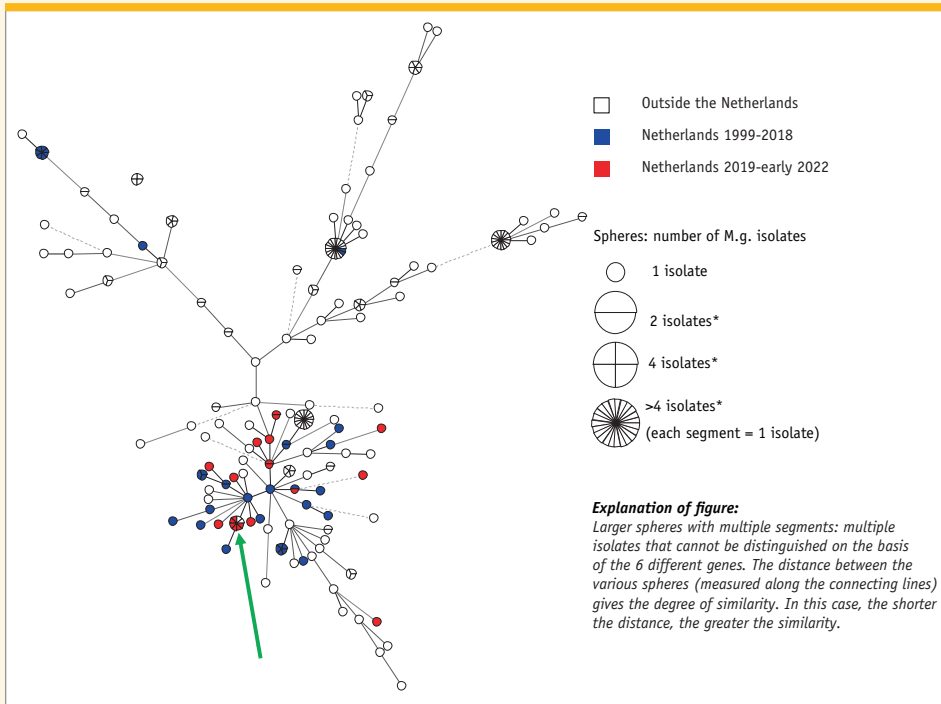 Outside the Netherlands
Netherlands 1999-2018
Netherlands 2019-early 2022
Spheres: number of M.g. isolates
1 isolate
2 isolates*
4 isolates*
>4 isolates*
(each segment = 1 isolate)
Explanation of figure:
Larger spheres with multiple segments: multiple
isolates that cannot be distinguished on the basis
of the 6 different genes. The distance between the
various spheres (measured along the connecting lines)
gives the degree of similarity. In this case, the shorter
the distance, the greater the similarity.